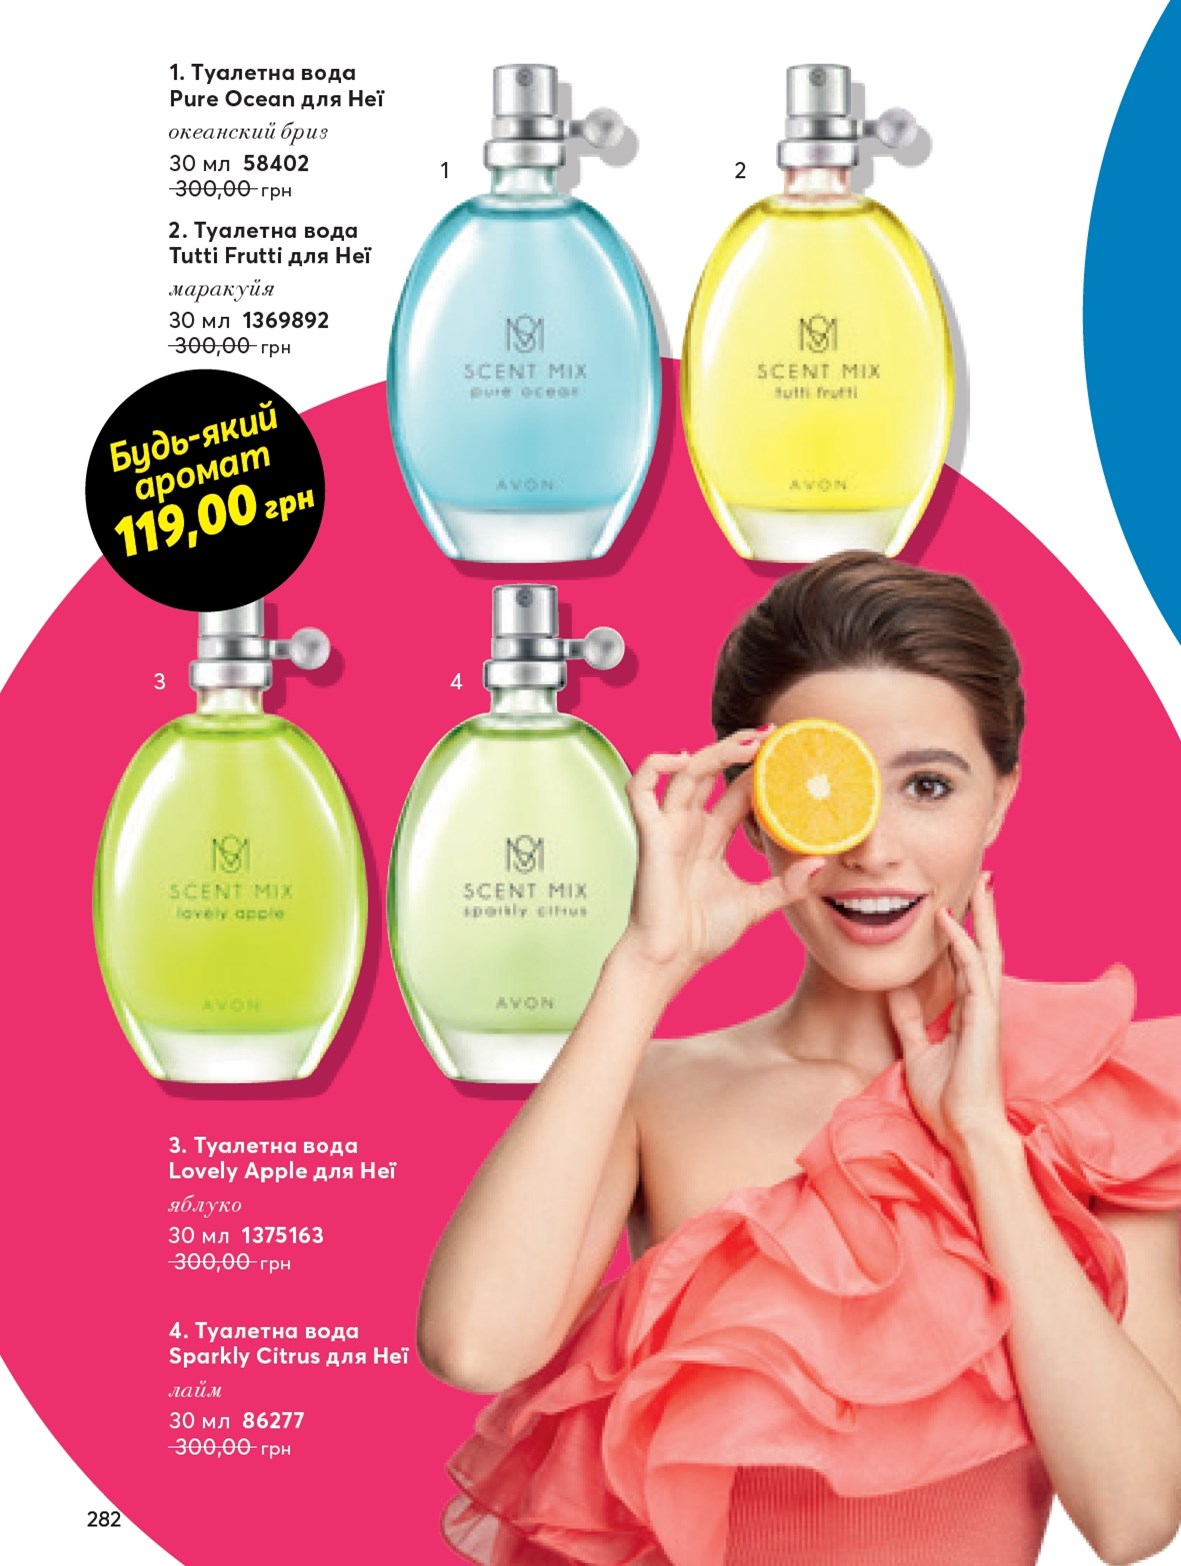 1. Туалетна вода
Pure Ocean для Неї
океанский бриз
30 мл 58402
300,00 грн
2. Туалетна вода
Tutti Frutti для Неї
маракуйя
30 мл 1369892
300,00 грн
Будь-який
аромат
119,00 грн
1
SCENT MIX
pure ocean
AVON
2
SCENT MIX
tutti frutti
AVON
3
SCENT MIX
lovely apple
AVON
4
SCENT MIX
sparkly citrus
AVON
3. Туалетна вода
Lovely Apple для Неї
яблуко
30 мл 1375163
300,00 грн
4. Туалетна вода
Sparkly Citrus для Неї
лайм
30 мл 86277
300,00 грн
282